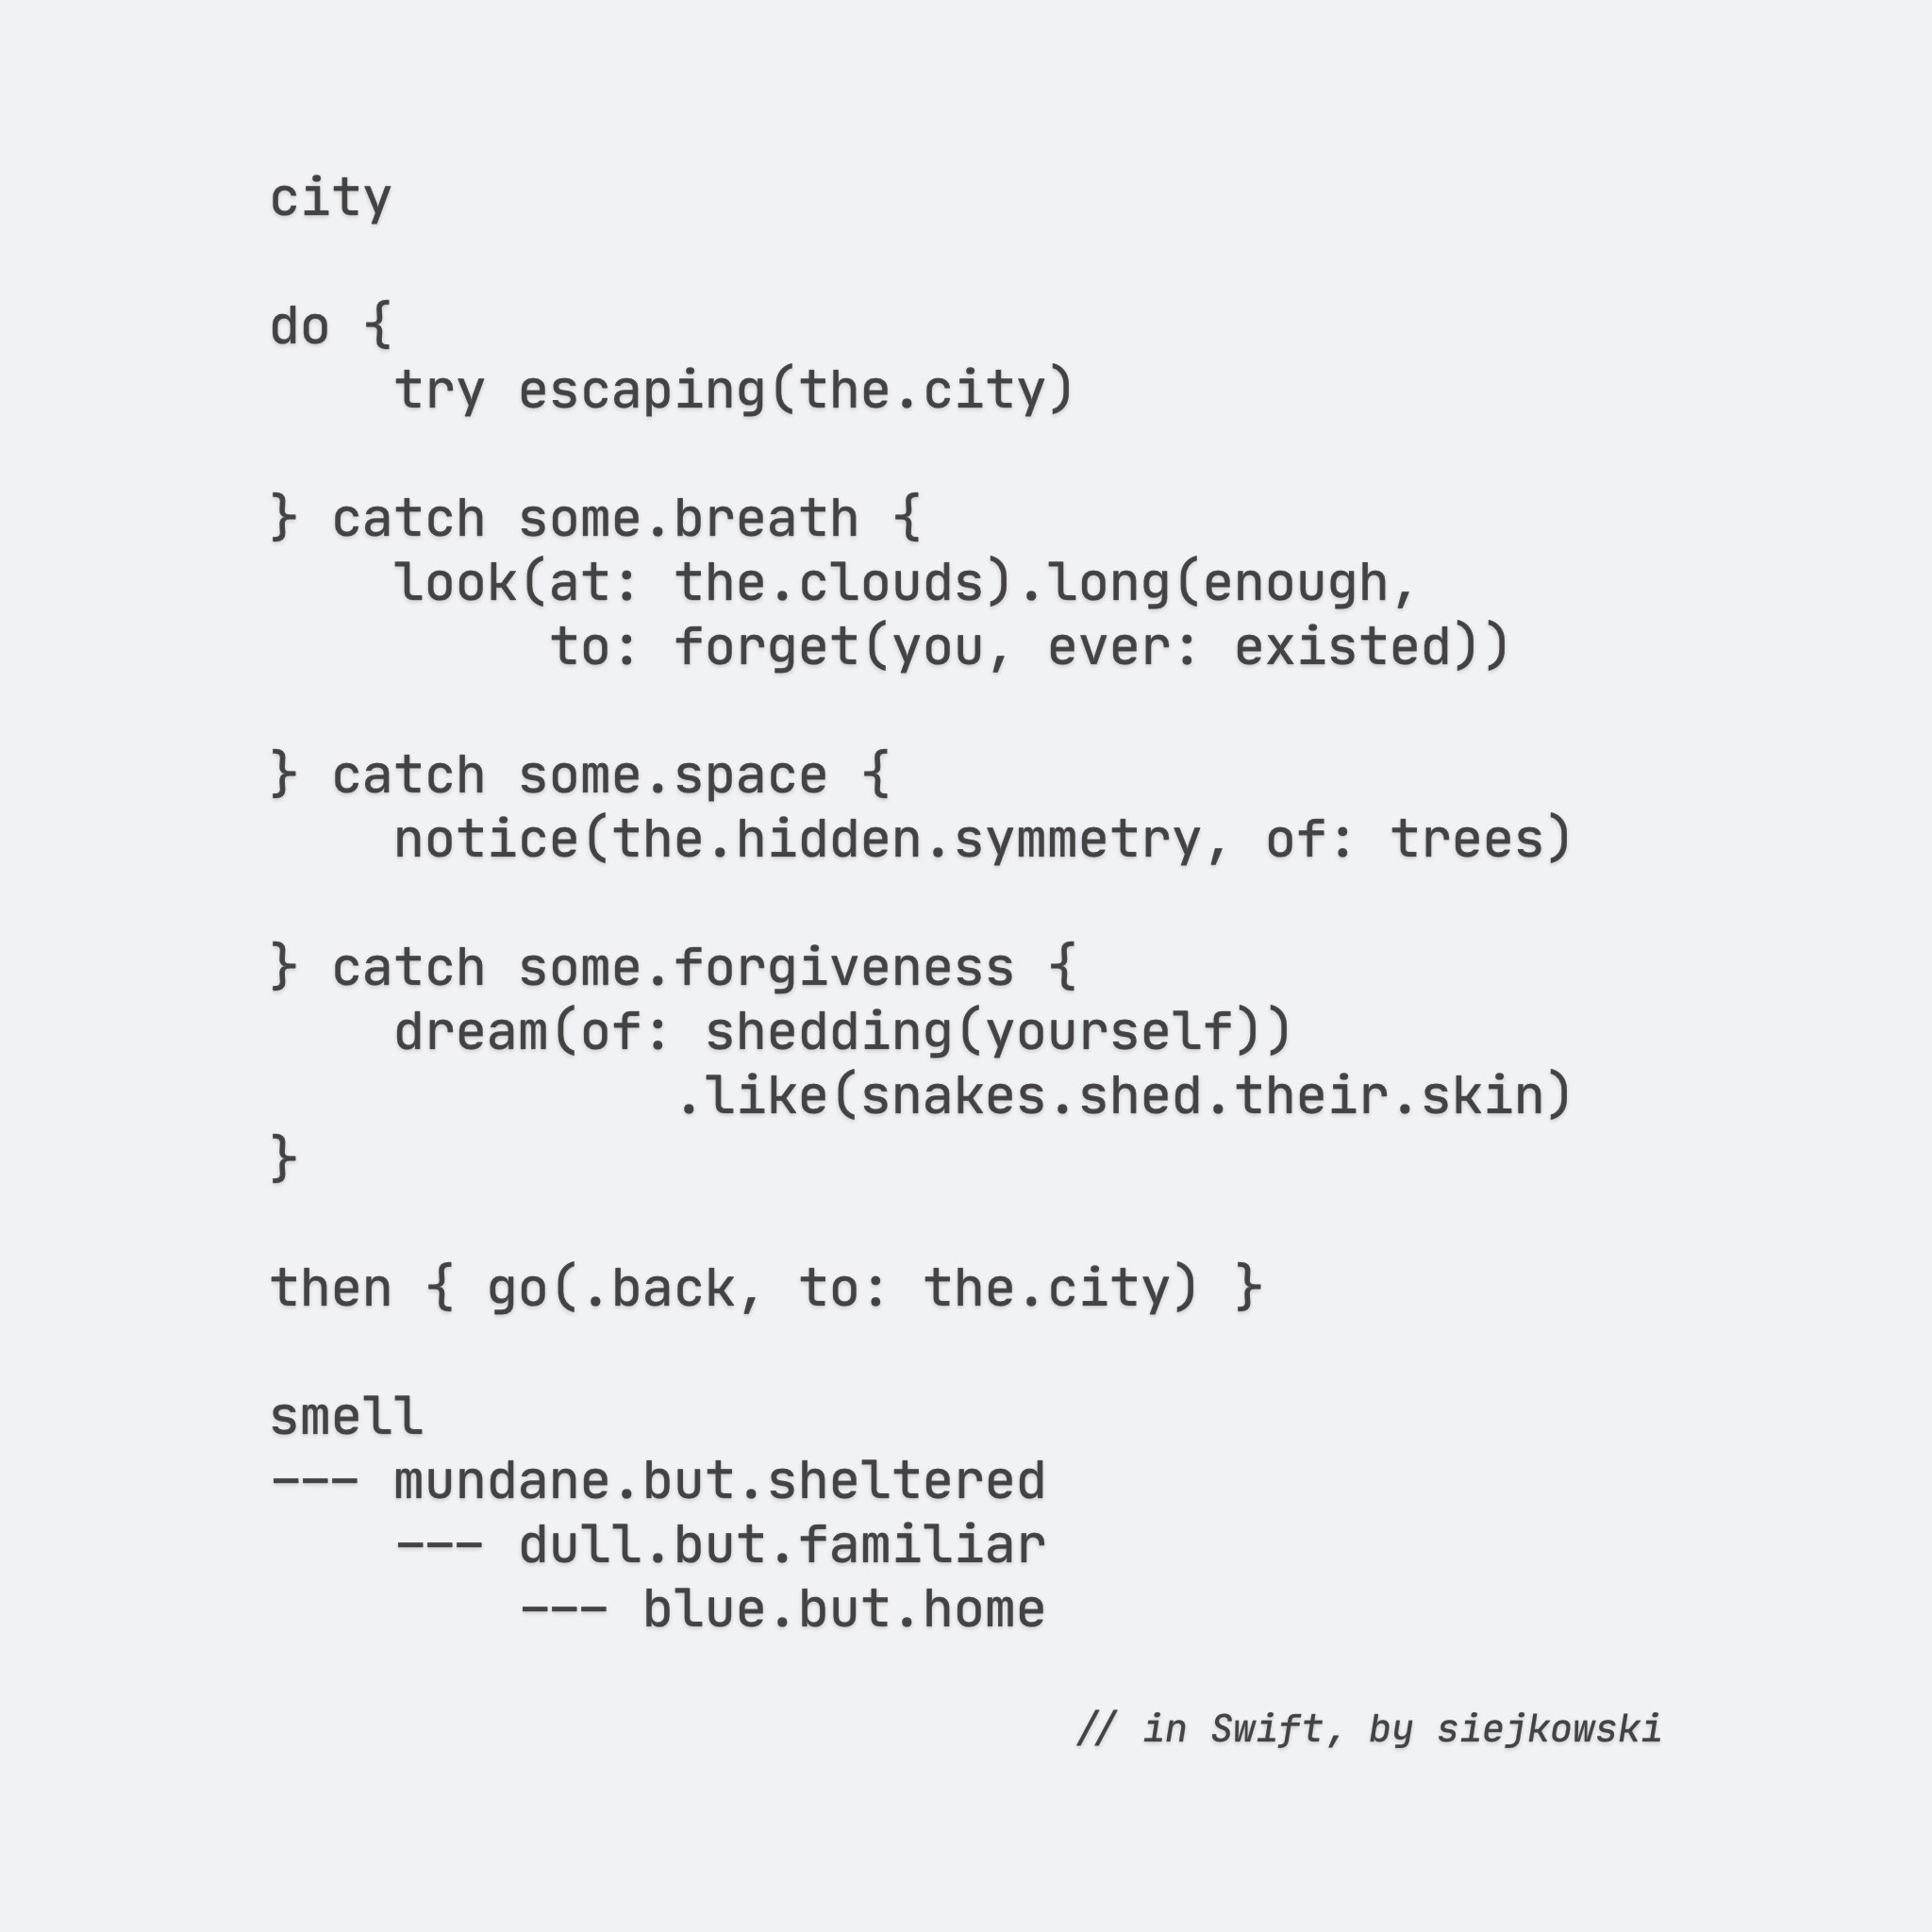 city

do {
    try escaping(the.city)

} catch some.breath {
    look(at: the.clouds).long(enough,
         to: forget(you, ever: existed))

} catch some.space {
    notice(the.hidden.symmetry, of: trees)

} catch some.forgiveness {
    dream(of: shedding(yourself))
             .like(snakes.shed.their.skin)
}

then { go(.back, to: the.city) }

smell
--- mundane.but.sheltered
    --- dull.but.familiar
        --- blue.but.home

// in Swift, by siejkowski